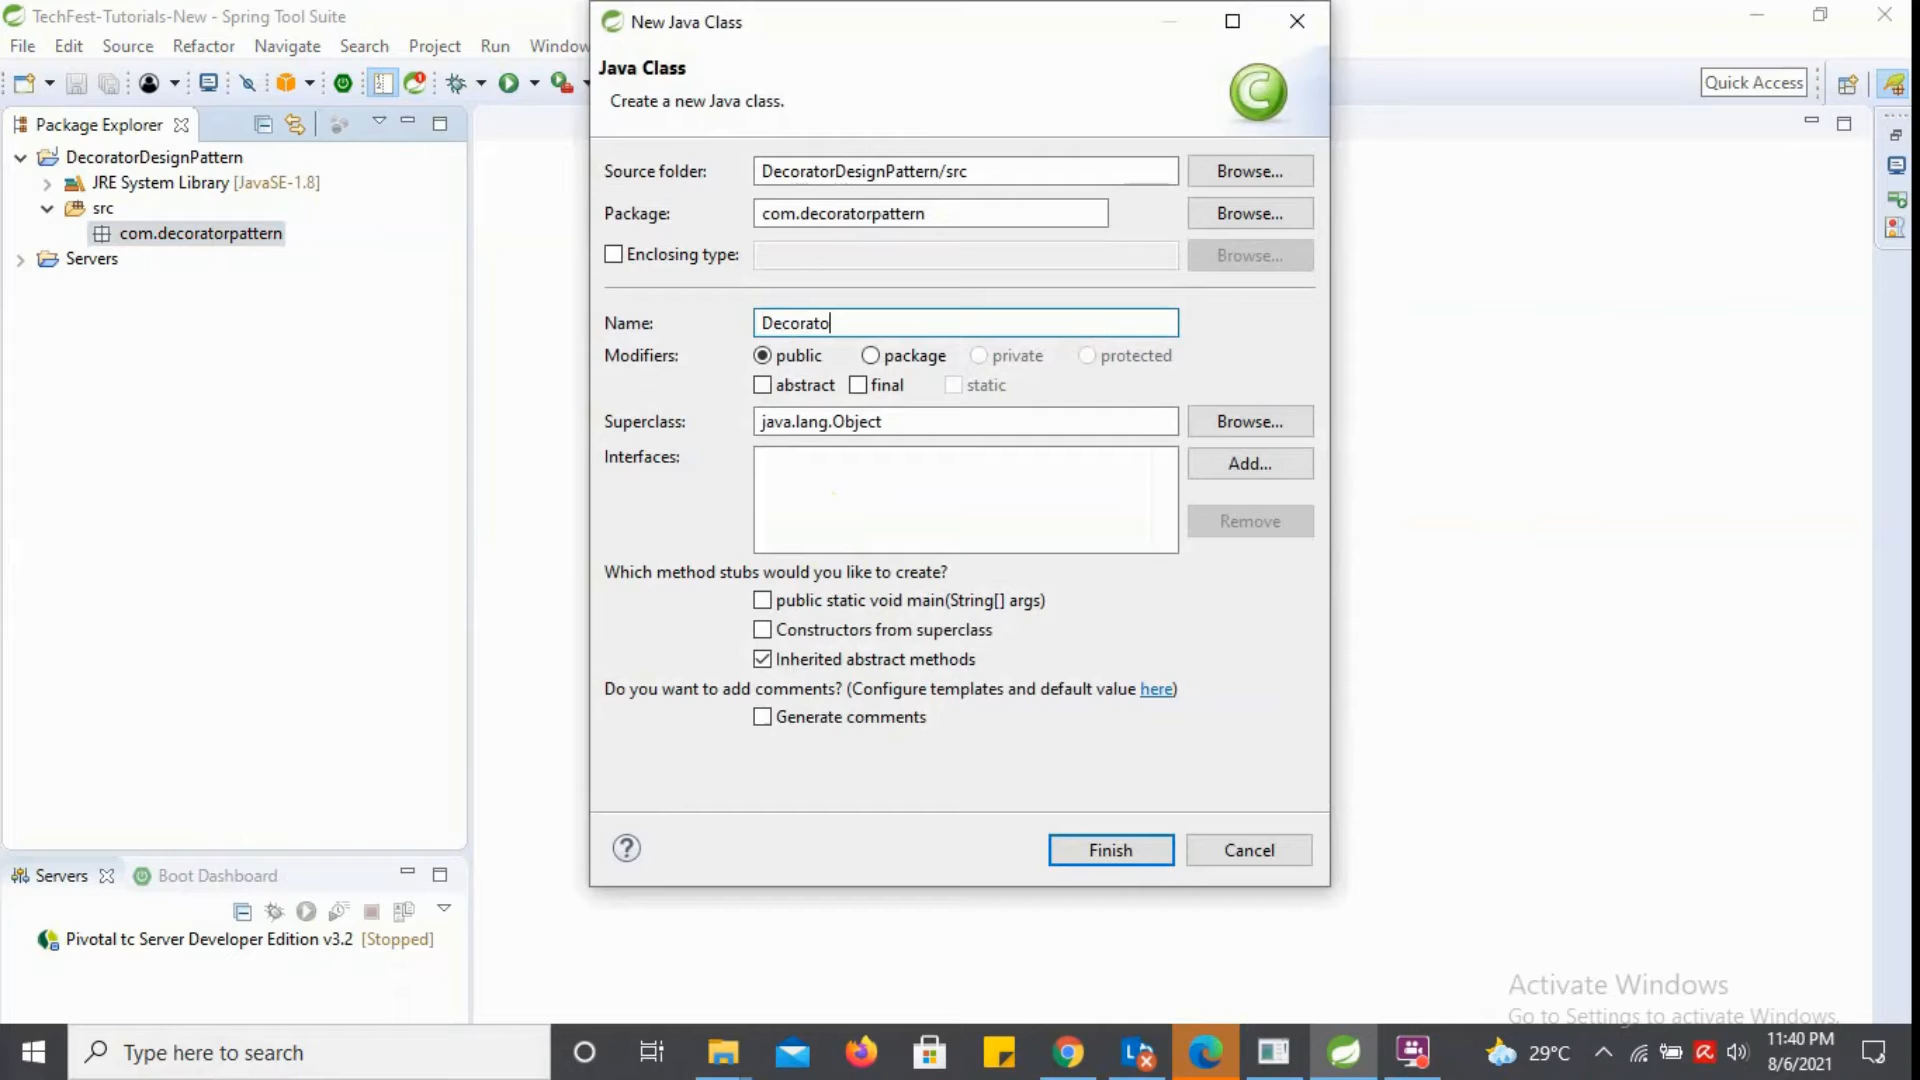 TechFest-Tutorials-New - Spring Tool Suite
File Edit Source Refactor Navigate Search Project Run Window
Quick Access
Package Explorer
DecoratorDesignPattern
JRE System Library [JavaSE-1.8]
src
com.decoratorpattern
Servers
New Java Class
Java Class
Create a new Java class.
Source folder: DecoratorDesignPattern/src Browse...
Package: com.decoratorpattern Browse...
Enclosing type: Browse...
Name: Decorato
Modifiers: public package private protected
abstract final static
Superclass: java.lang.Object Browse...
Interfaces: Add...
Remove
Which method stubs would you like to create?
public static void main(String[] args)
Constructors from superclass
Inherited abstract methods
Do you want to add comments? (Configure templates and default value here)
Generate comments
Finish Cancel
Servers Boot Dashboard
Pivotal tc Server Developer Edition v3.2 [Stopped]
Activate Windows
Go to Settings to activate Windows.
Type here to search
29°C
11:40 PM
8/6/2021